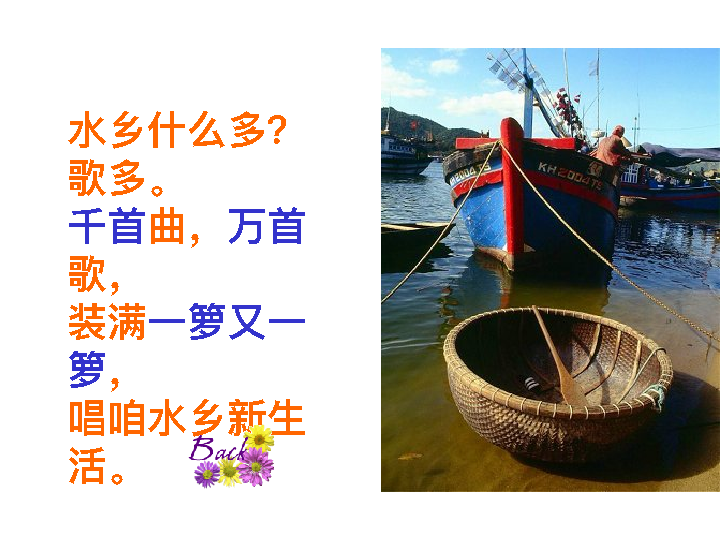 水乡什么多?
歌多。
千首曲，万首
歌，
装满一箩又一
箩，
唱咱水乡新生
活。
Back
KH 20047S